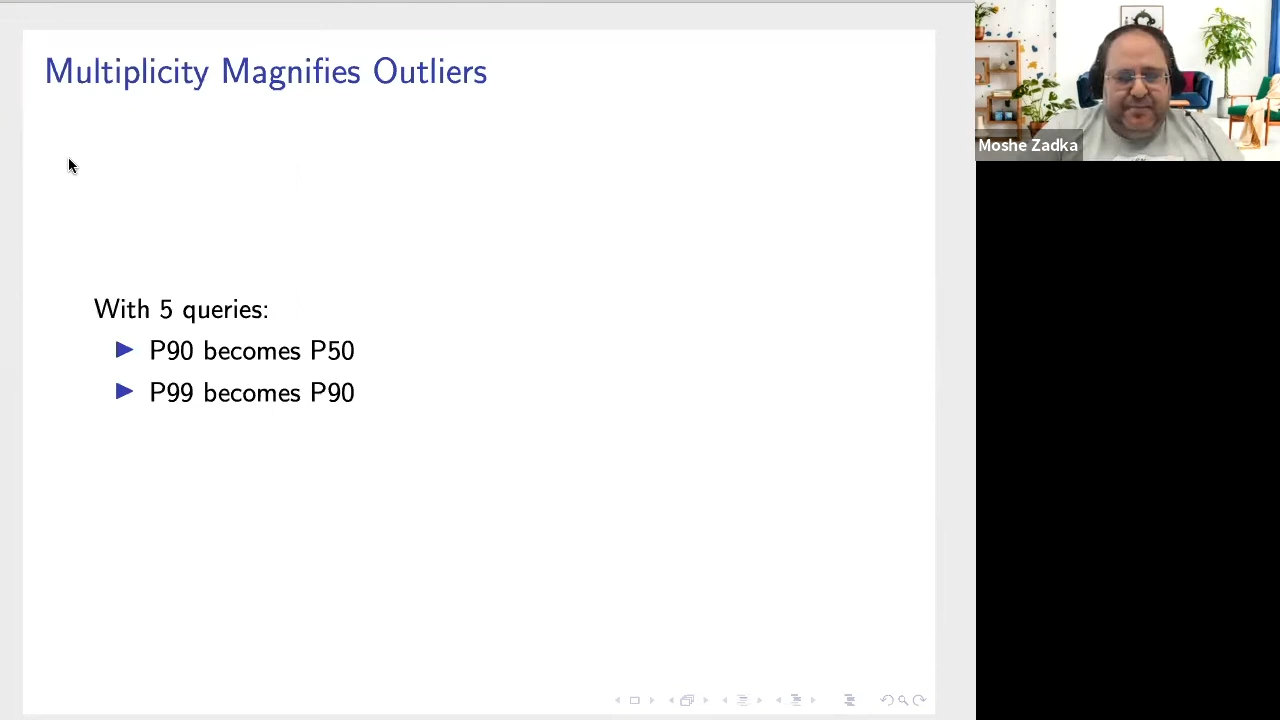 Multiplicity Magnifies Outliers
With 5 queries:
P90 becomes P50
P99 becomes P90
Moshe Zadka